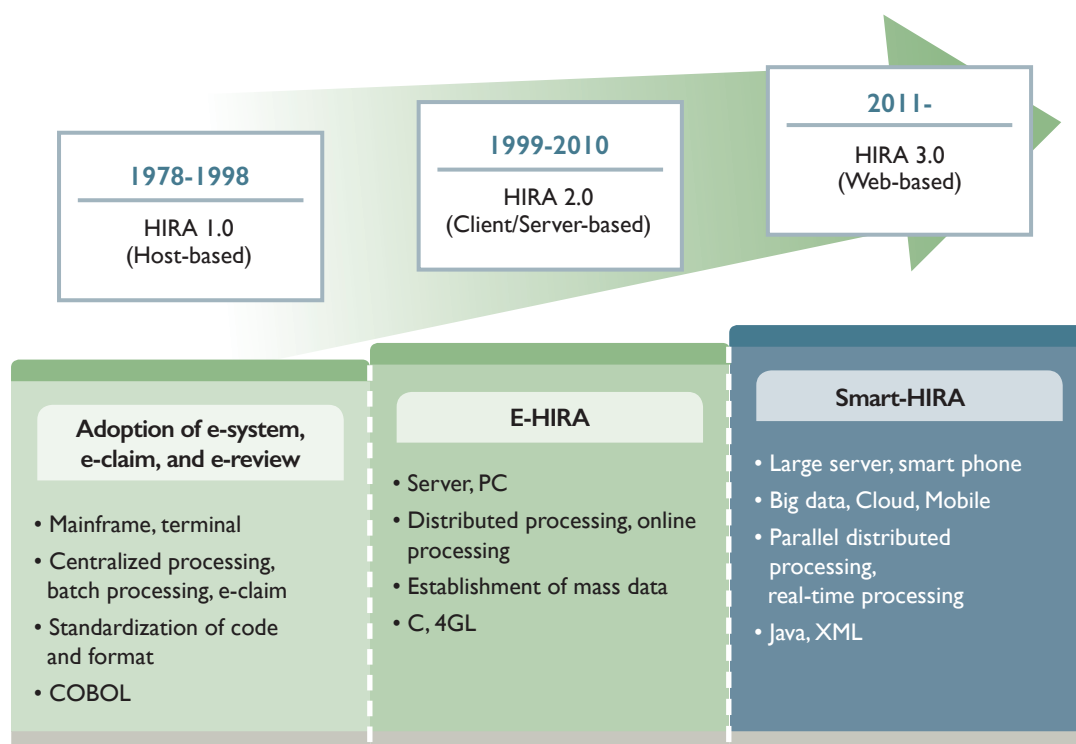 1978-1998
HIRA 1.0
(Host-based)
1999-2010
HIRA 2.0
(Client/Server-based)
2011-
HIRA 3.0
(Web-based)
Adoption of e-system,
e-claim, and e-review
• Mainframe, terminal
• Centralized processing,
batch processing, e-claim
• Standardization of code
and format
• COBOL
E-HIRA
• Server, PC
• Distributed processing, online
processing
• Establishment of mass data
• C, 4GL
Smart-HIRA
• Large server, smart phone
• Big data, Cloud, Mobile
• Parallel distributed
processing,
real-time processing
• Java, XML